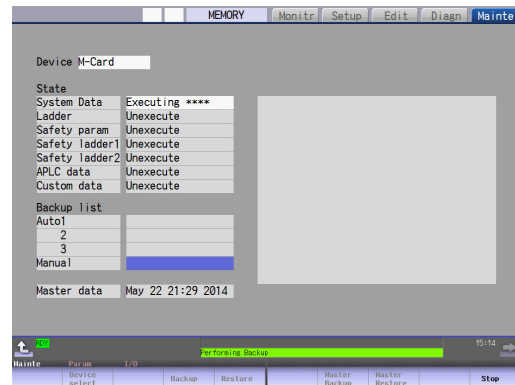 MEMORY Monitr Setup Edit Diagn Mainte
Device M-Card
State
System Data Executing ****
Ladder Unexecute
Safety param Unexecute
Safety ladder1 Unexecute
Safety ladder2 Unexecute
APLC data Unexecute
Custom data Unexecute
Backup list
Auto1
2
3
Manual
Master data May 22 21:29 2014
RDY 15:14
Performing Backup
Mainte Param I/O
Device select Backup Restore Master Backup Master Restore Stop